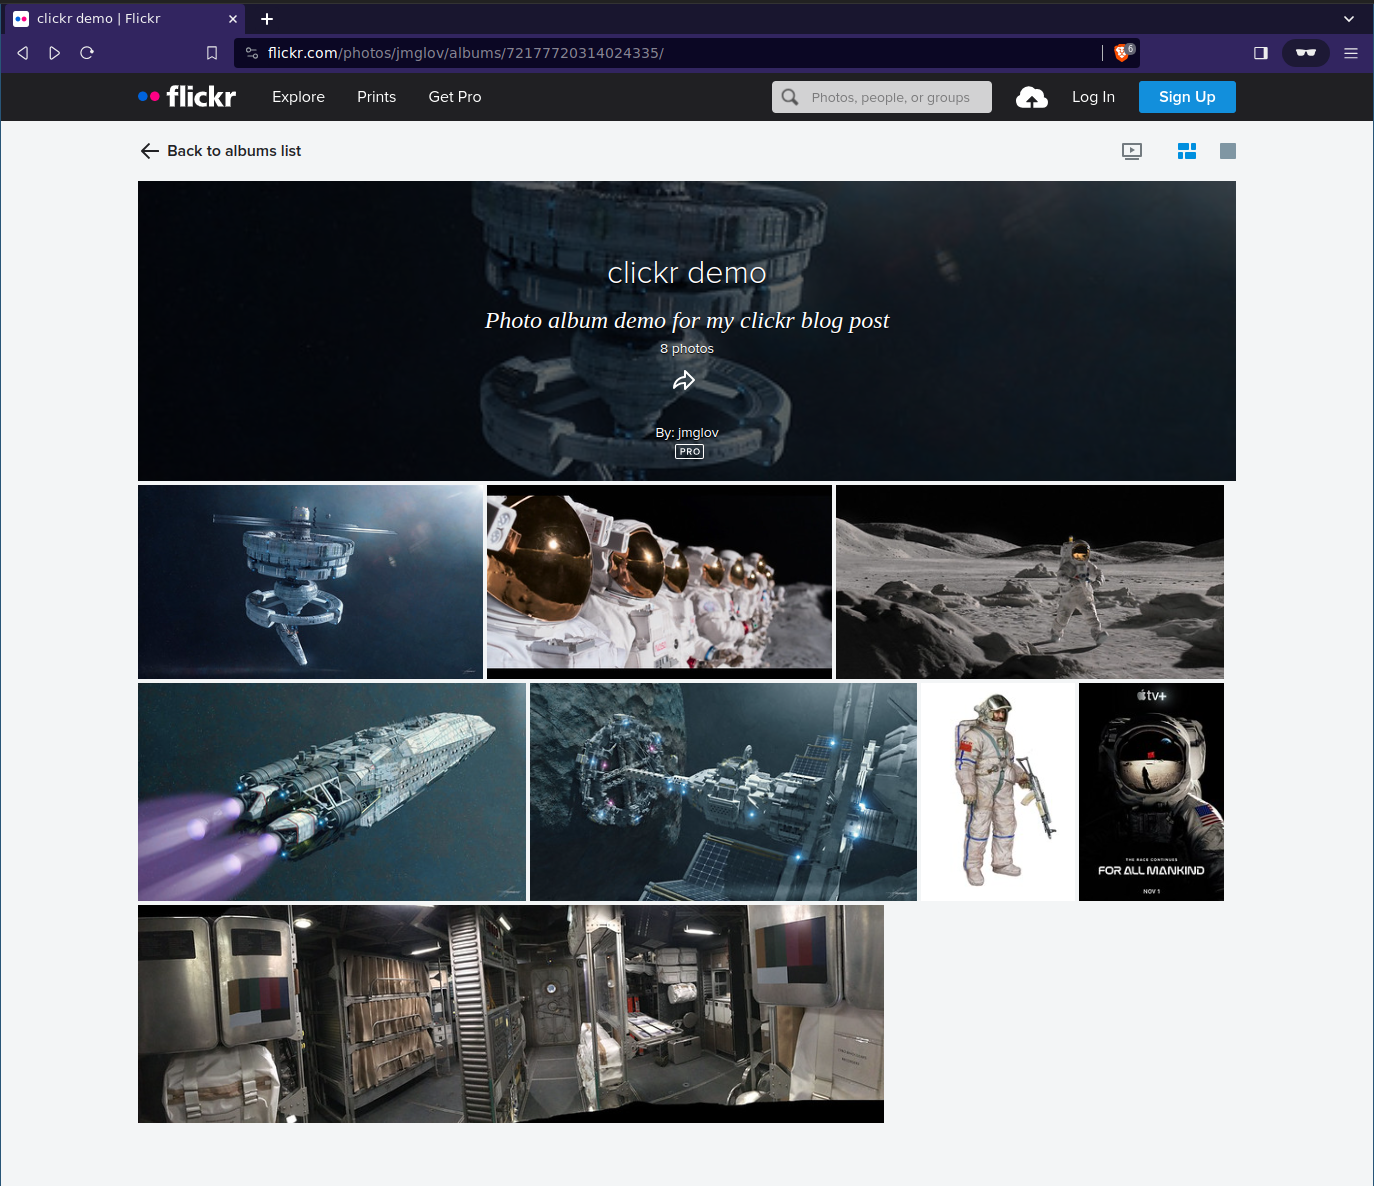 clickr demo | Flickr
flickr.com/photos/jmglov/albums/72177720314024335/
6
flickr
Explore
Prints
Get Pro
Photos, people, or groups
Log In
Sign Up
Back to albums list
clickr demo
Photo album demo for my clickr blog post
8 photos
By: jmglov
PRO
tv+
THE RACE CONTINUES
FOR ALL MANKIND
NOV 1